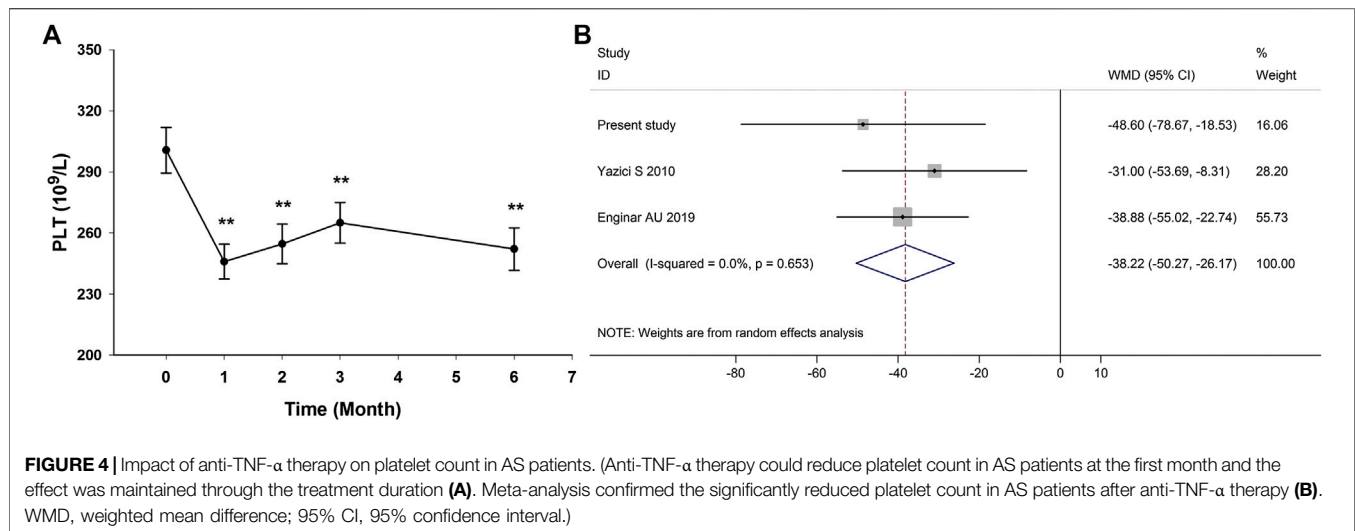 A
350
320
290
260
230
200
PLT (10⁹/L)
**
**
**
**
0 1 2 3 4 5 6 7
Time (Month)
B
Study
ID
WMD (95% CI)
%
Weight
Present study -48.60 (-78.67, -18.53) 16.06
Yazici S 2010 -31.00 (-53.69, -8.31) 28.20
Enginar AU 2019 -38.88 (-55.02, -22.74) 55.73
Overall (I-squared = 0.0%, p = 0.653) -38.22 (-50.27, -26.17) 100.00
NOTE: Weights are from random effects analysis
-80 -60 -40 -20 0 10
FIGURE 4 | Impact of anti-TNF-α therapy on platelet count in AS patients. (Anti-TNF-α therapy could reduce platelet count in AS patients at the first month and the
effect was maintained through the treatment duration (A). Meta-analysis confirmed the significantly reduced platelet count in AS patients after anti-TNF-α therapy (B).
WMD, weighted mean difference; 95% CI, 95% confidence interval.)